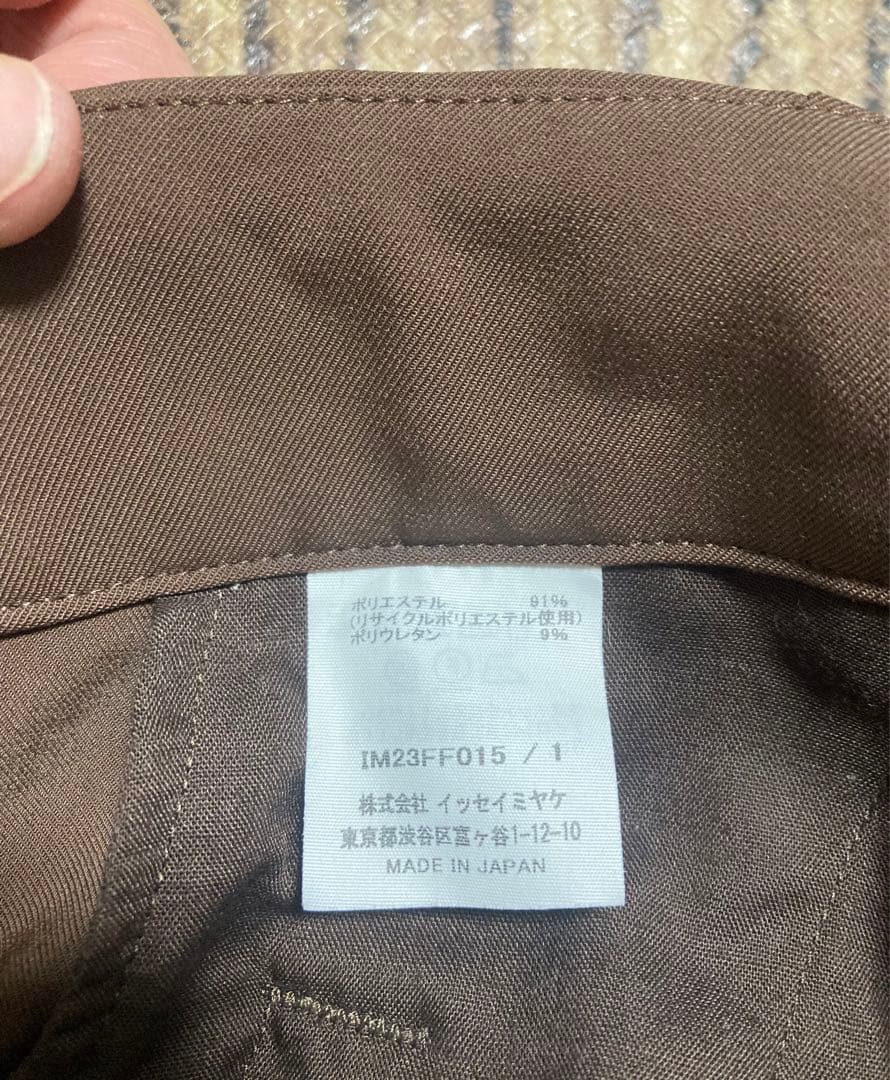 ポリエステル 91%
(リサイクルポリエステル使用)
ポリウレタン 9%
IM23FF015 / 1
株式会社 イッセイミヤケ
東京都渋谷区富ヶ谷1-12-10
MADE IN JAPAN